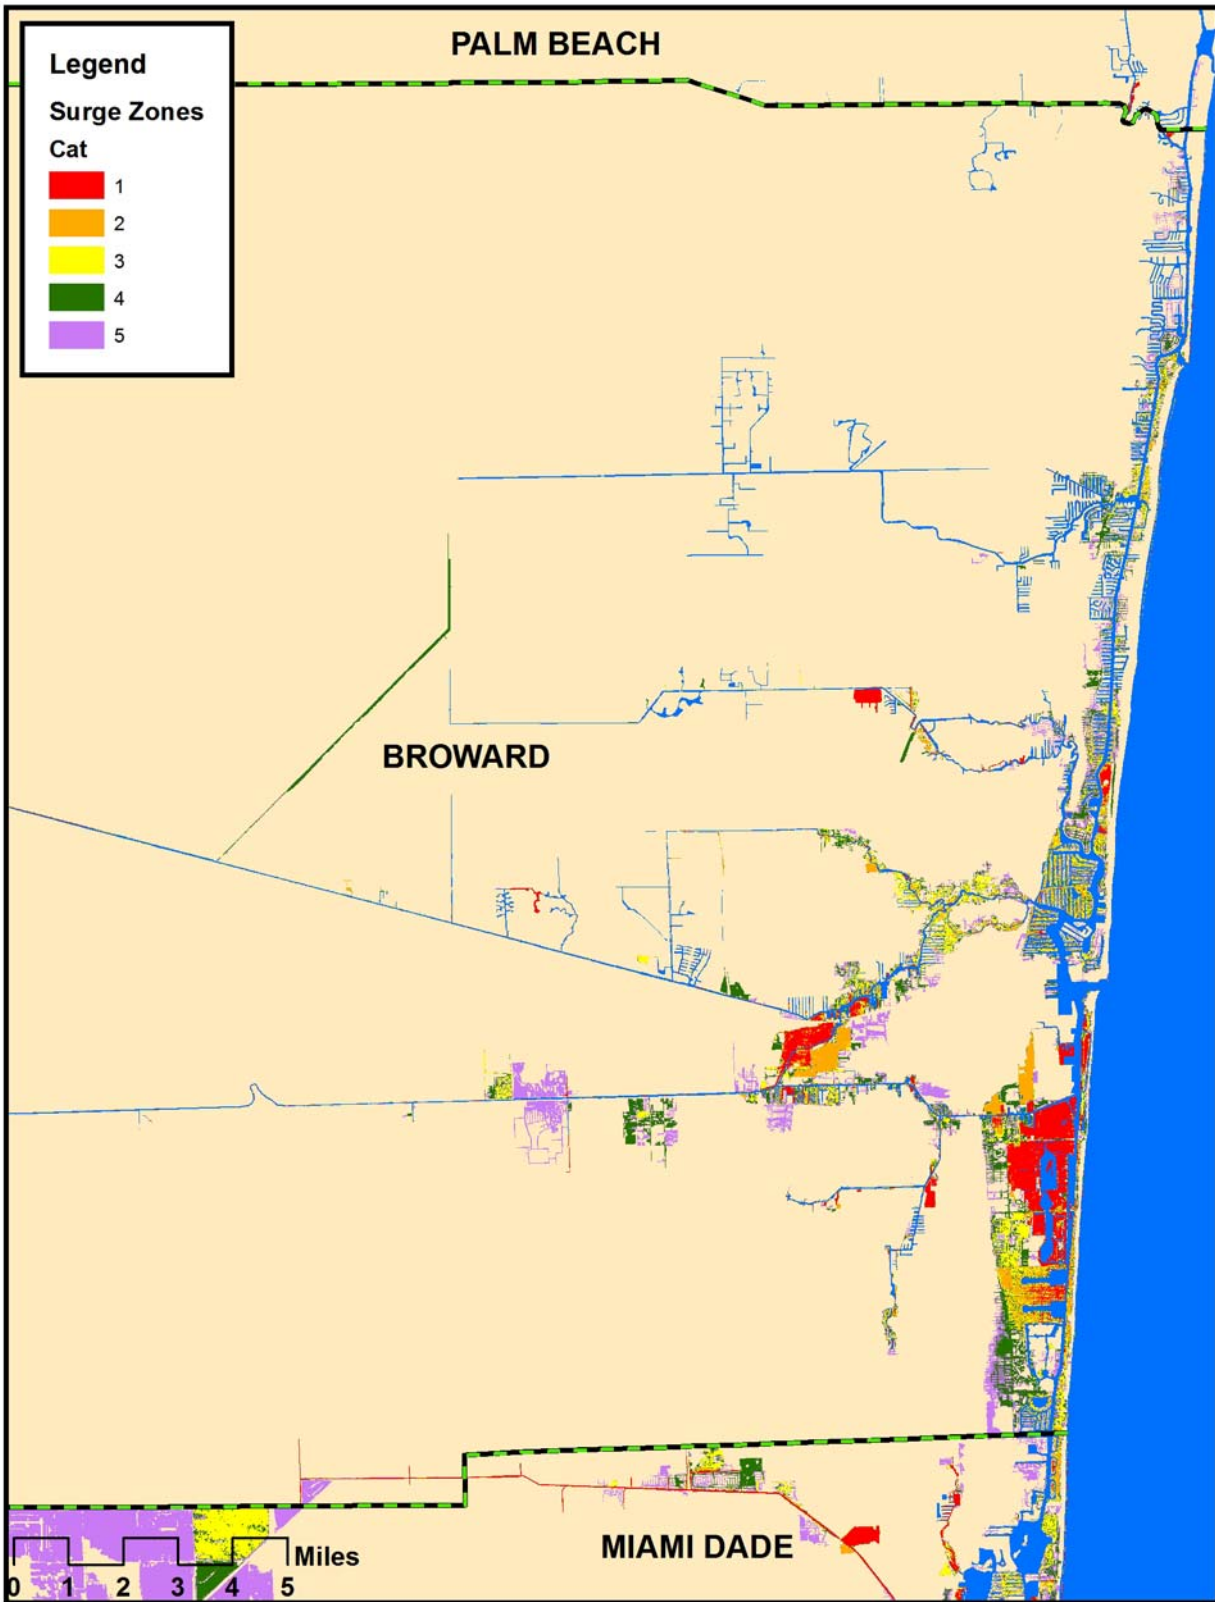 PALM BEACH
Legend
Surge Zones
Cat
1
2
3
4
5
BROWARD
MIAMI DADE
Miles
0 1 2 3 4 5